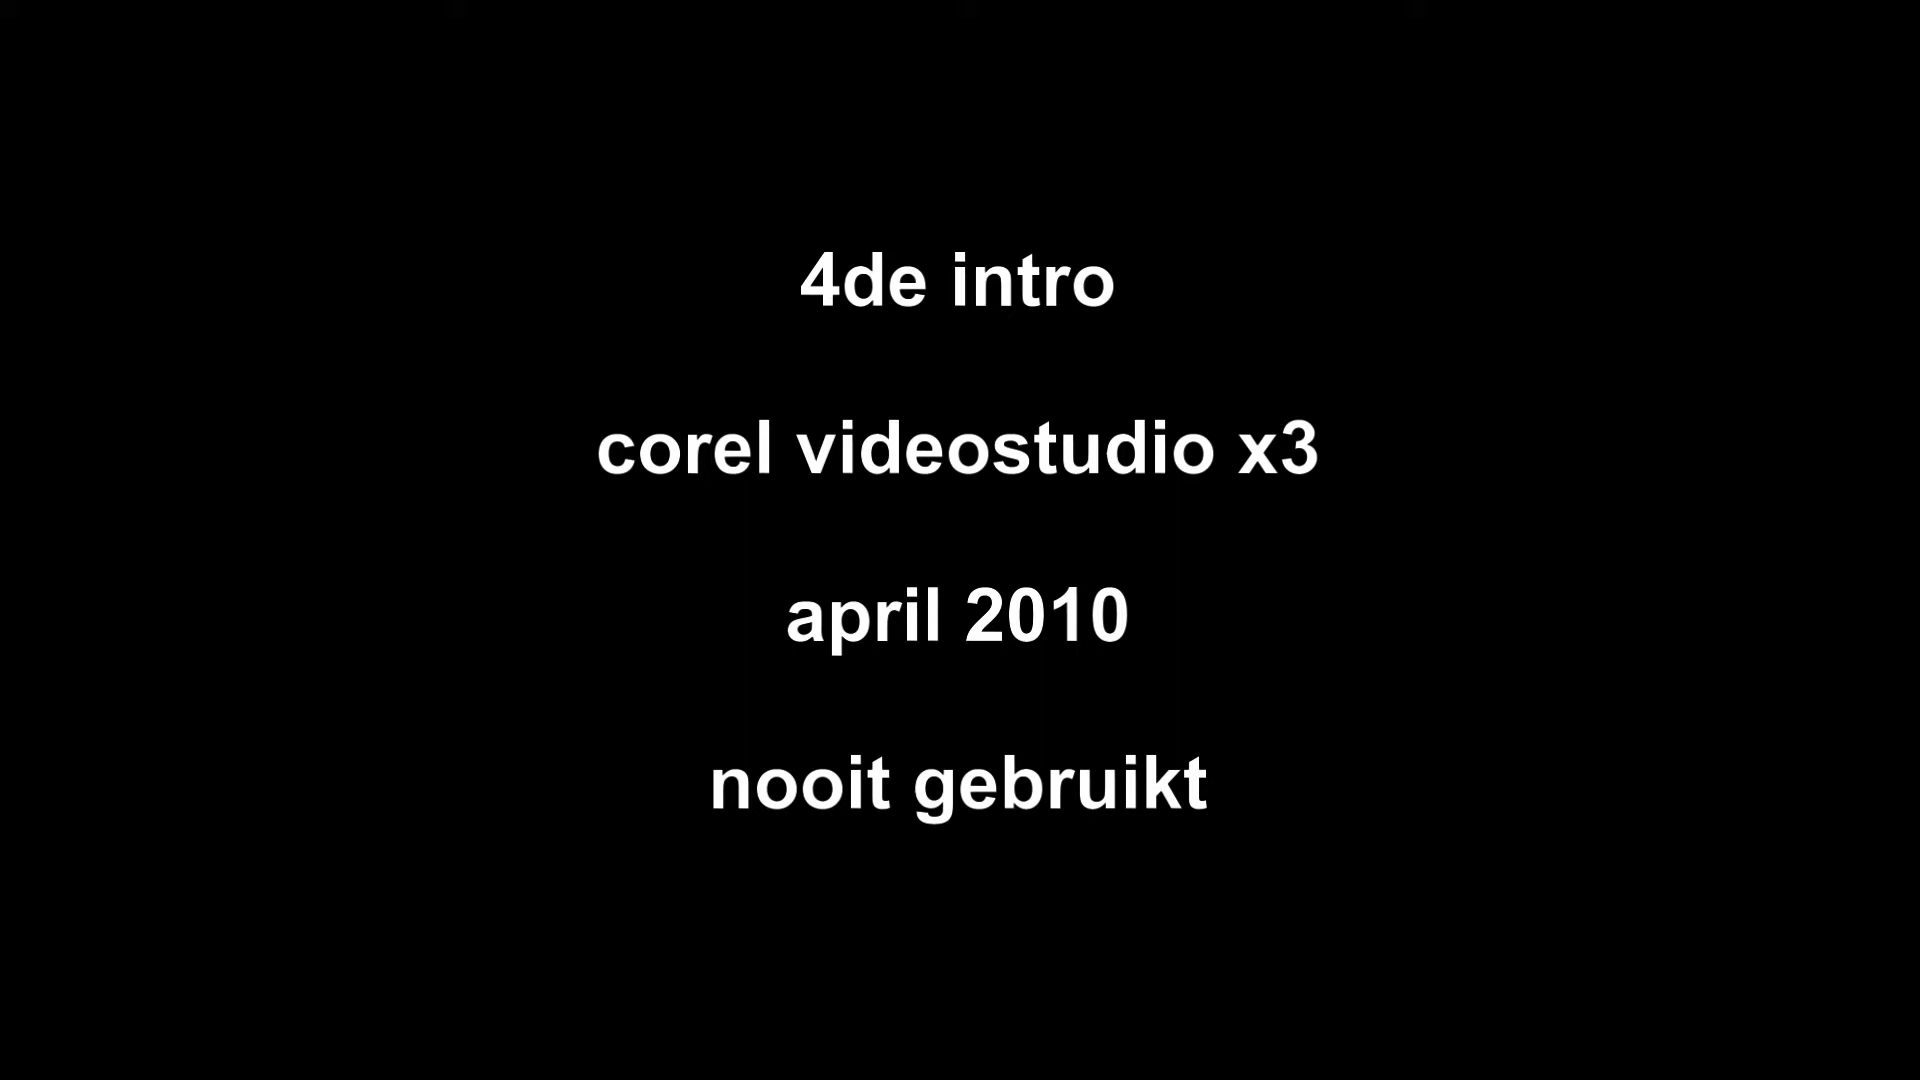 4de intro
corel videostudio x3
april 2010
nooit gebruikt